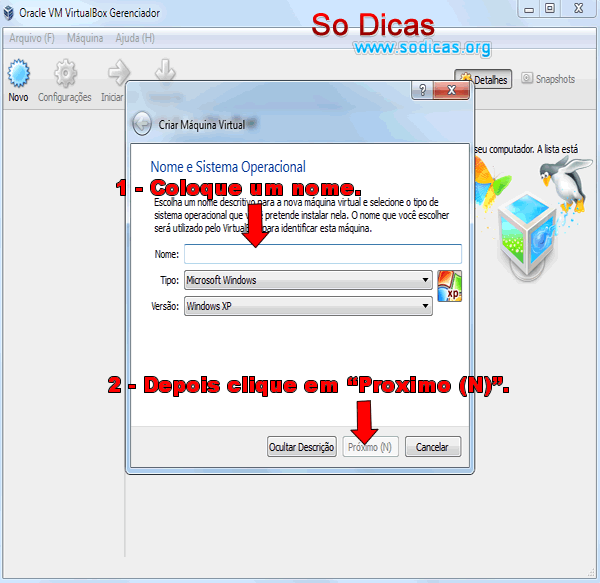 Oracle VM VirtualBox Gerenciador
So Dicas
www.sodicas.org
Arquivo (F) Máquina Ajuda (H)
Novo Configurações Iniciar
Detalhes Snapshots
Criar Máquina Virtual
seu computador. A lista está
Nome e Sistema Operacional
1 - Coloque um nome.
Escolha um nome descritivo para a nova máquina virtual e selecione o tipo de
sistema operacional que você pretende instalar nela. O nome que você escolher
será utilizado pelo VirtualBox para identificar esta máquina.
Nome:
Tipo: Microsoft Windows
xp
Versão: Windows XP
2 - Depois clique em “Proximo (N)”.
Ocultar Descrição Próximo (N) Cancelar